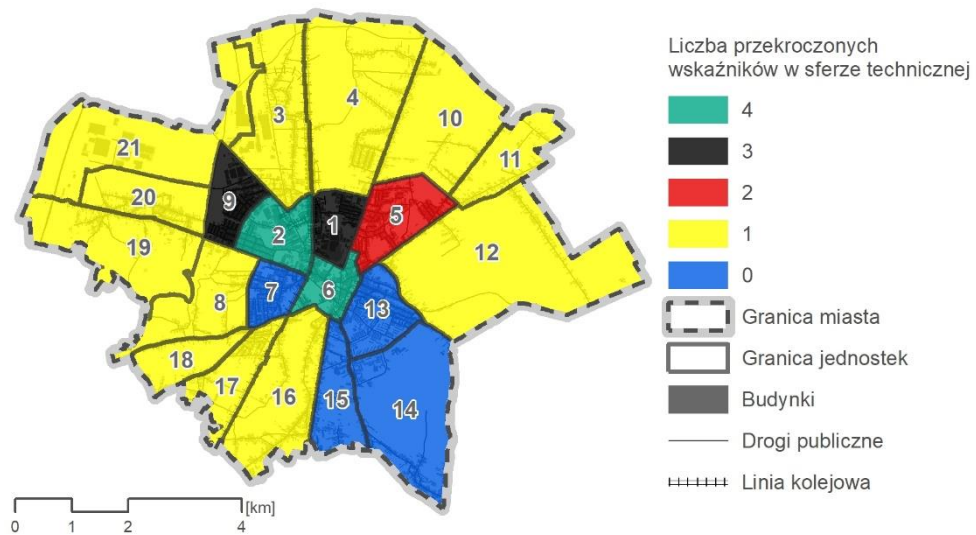 Liczba przekroczonych
wskaźników w sferze technicznej
4
3
2
1
0
Granica miasta
Granica jednostek
Budynki
Drogi publiczne
Linia kolejowa
3
4
10
11
21
20
9
1
5
2
12
19
6
7
8
13
18
17
16
15
14
[km]
0 1 2 4